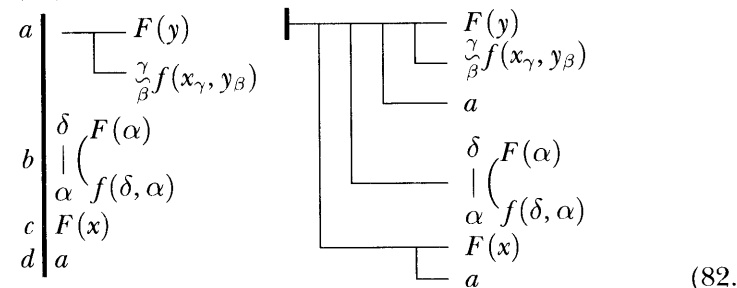 a F(y) F(y)
γ
β f(x_γ, y_β) γ
β f(x_γ, y_β)
a
δ F(α) δ F(α)
b
α f(δ, α) α f(δ, α)
c F(x) F(x)
d a a (82.